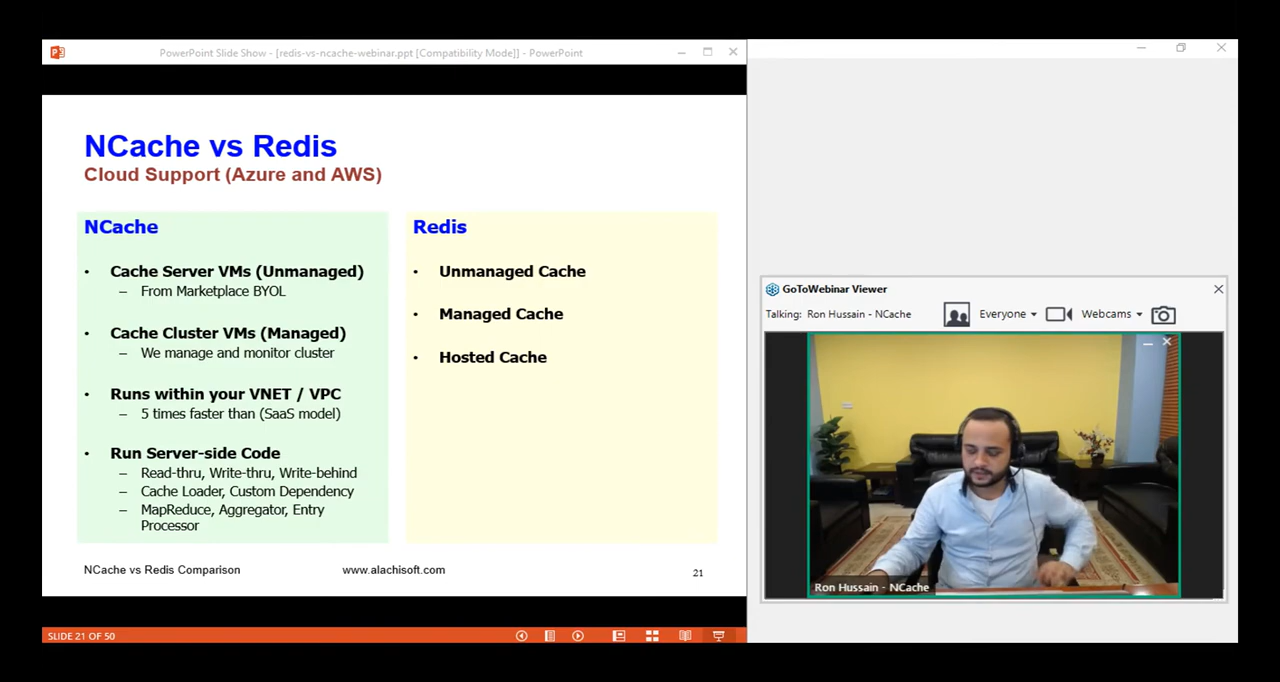 PowerPoint Slide Show - [redis-vs-ncache-webinar.ppt [Compatibility Mode]] - PowerPoint
NCache vs Redis
Cloud Support (Azure and AWS)
NCache
• Cache Server VMs (Unmanaged)
– From Marketplace BYOL
• Cache Cluster VMs (Managed)
– We manage and monitor cluster
• Runs within your VNET / VPC
– 5 times faster than (SaaS model)
• Run Server-side Code
– Read-thru, Write-thru, Write-behind
– Cache Loader, Custom Dependency
– MapReduce, Aggregator, Entry
Processor
Redis
• Unmanaged Cache
• Managed Cache
• Hosted Cache
NCache vs Redis Comparison
www.alachisoft.com
21
SLIDE 21 OF 50
GoToWebinar Viewer
Talking: Ron Hussain - NCache
Everyone
Webcams
Ron Hussain - NCache